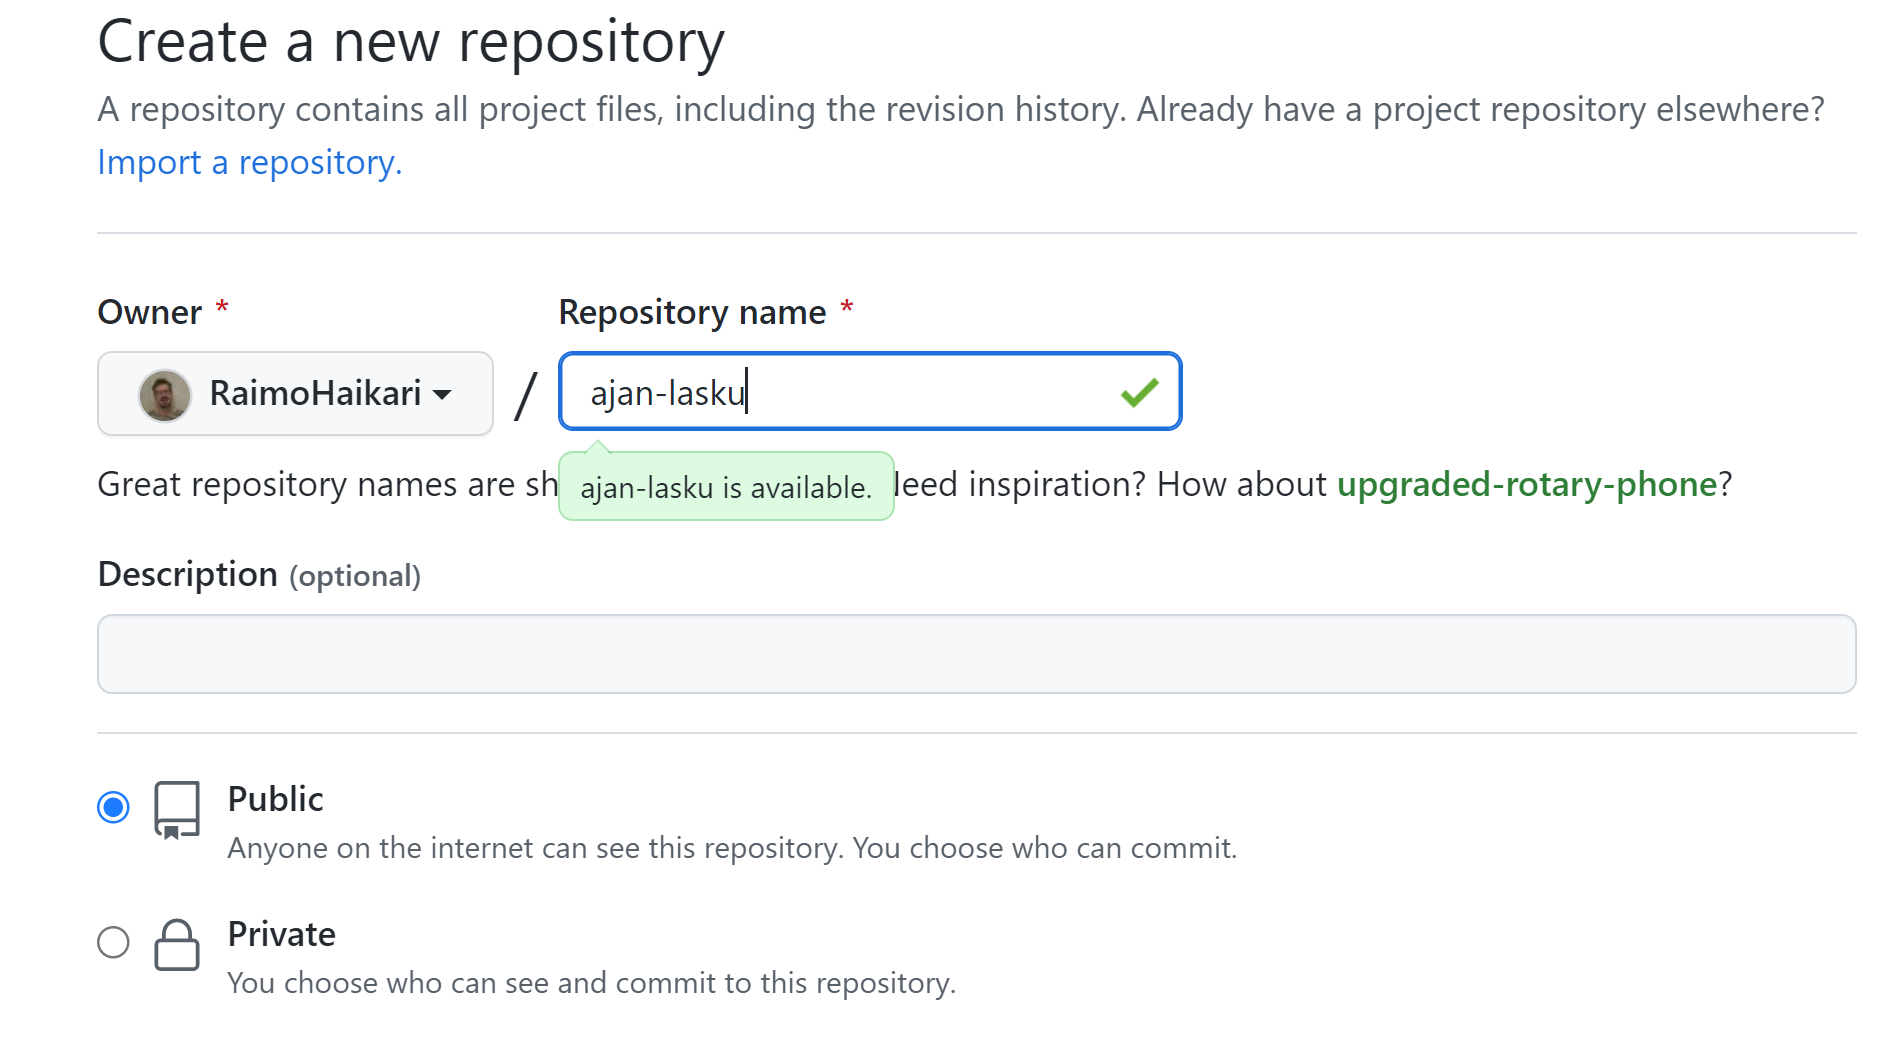 Create a new repository
A repository contains all project files, including the revision history. Already have a project repository elsewhere?
Import a repository.
Owner *
Repository name *
RaimoHaikari
/
ajan-lasku
ajan-lasku is available.
Great repository names are sh eed inspiration? How about upgraded-rotary-phone?
Description (optional)
Public
Anyone on the internet can see this repository. You choose who can commit.
Private
You choose who can see and commit to this repository.